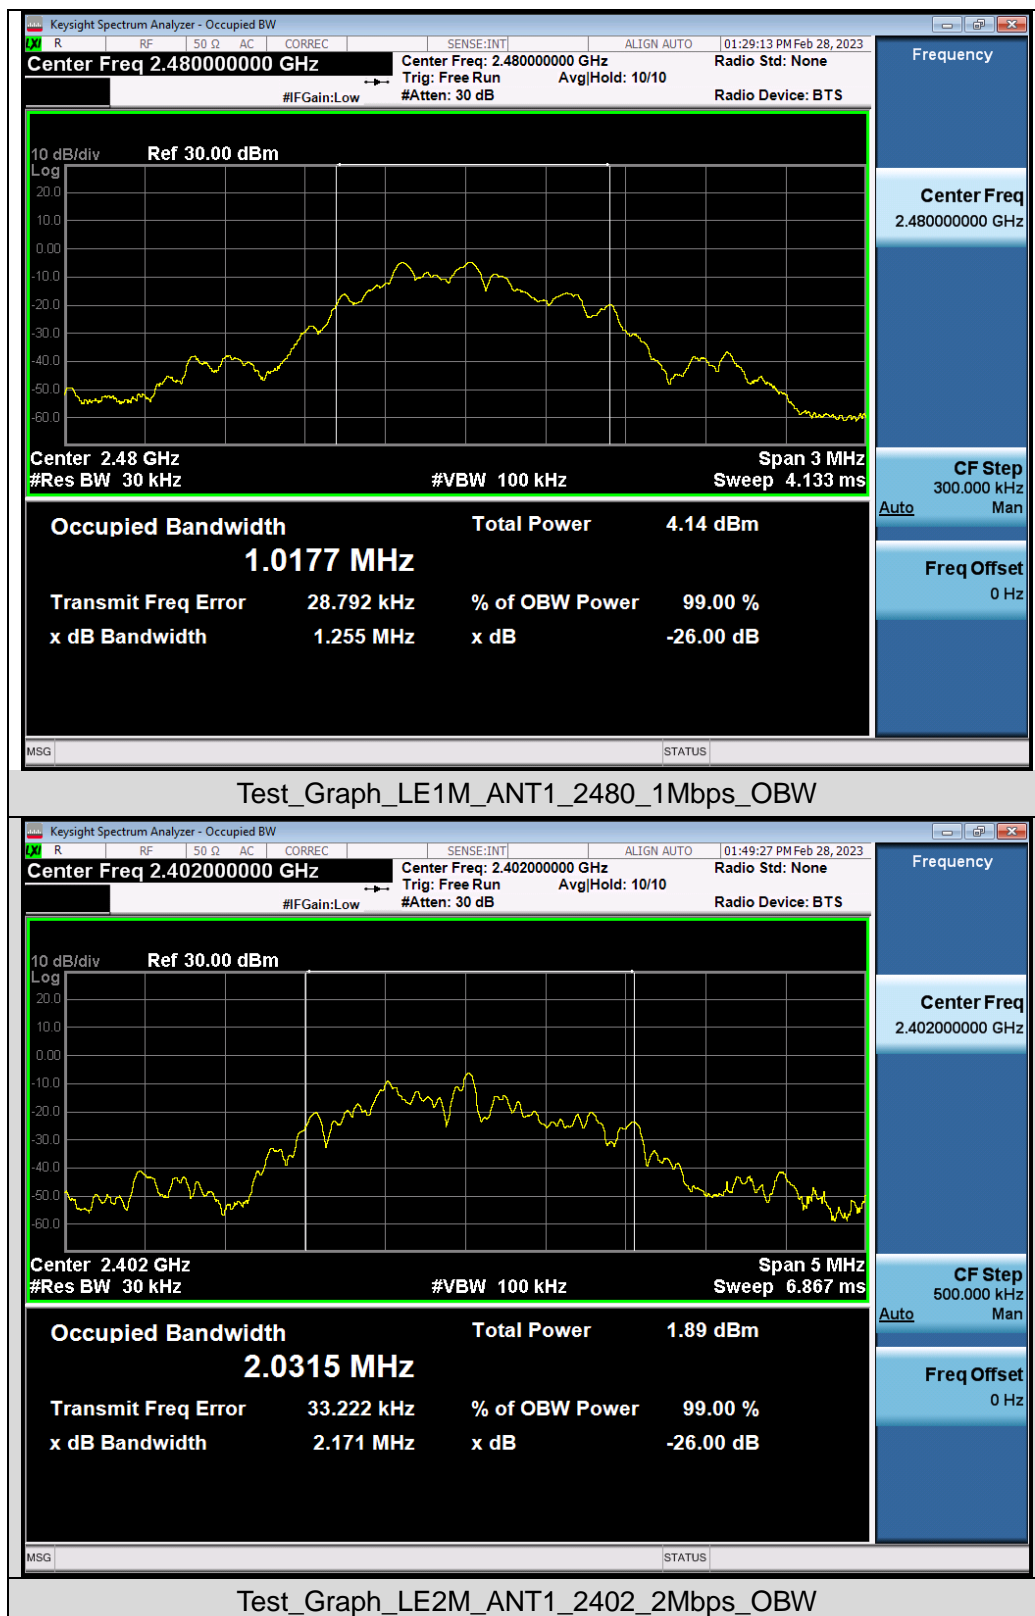 Keysight Spectrum Analyzer - Occupied BW
LXI R RF 50 Ω AC CORREC SENSE:INT ALIGN AUTO 01:29:13 PM Feb 28, 2023
Center Freq 2.480000000 GHz Center Freq: 2.480000000 GHz Radio Std: None
Trig: Free Run Avg|Hold: 10/10
#IFGain:Low #Atten: 30 dB Radio Device: BTS
Frequency
10 dB/div Ref 30.00 dBm
Log
20.0
10.0
0.00
-10.0
-20.0
-30.0
-40.0
-50.0
-60.0
Center 2.48 GHz Span 3 MHz
#Res BW 30 kHz #VBW 100 kHz Sweep 4.133 ms
Center Freq
2.480000000 GHz
CF Step
300.000 kHz
Auto Man
Freq Offset
0 Hz
Occupied Bandwidth Total Power 4.14 dBm
1.0177 MHz
Transmit Freq Error 28.792 kHz % of OBW Power 99.00 %
x dB Bandwidth 1.255 MHz x dB -26.00 dB
MSG STATUS
Test_Graph_LE1M_ANT1_2480_1Mbps_OBW
Keysight Spectrum Analyzer - Occupied BW
LXI R RF 50 Ω AC CORREC SENSE:INT ALIGN AUTO 01:49:27 PM Feb 28, 2023
Center Freq 2.402000000 GHz Center Freq: 2.402000000 GHz Radio Std: None
Trig: Free Run Avg|Hold: 10/10
#IFGain:Low #Atten: 30 dB Radio Device: BTS
Frequency
10 dB/div Ref 30.00 dBm
Log
20.0
10.0
0.00
-10.0
-20.0
-30.0
-40.0
-50.0
-60.0
Center 2.402 GHz Span 5 MHz
#Res BW 30 kHz #VBW 100 kHz Sweep 6.867 ms
Center Freq
2.402000000 GHz
CF Step
500.000 kHz
Auto Man
Freq Offset
0 Hz
Occupied Bandwidth Total Power 1.89 dBm
2.0315 MHz
Transmit Freq Error 33.222 kHz % of OBW Power 99.00 %
x dB Bandwidth 2.171 MHz x dB -26.00 dB
MSG STATUS
Test_Graph_LE2M_ANT1_2402_2Mbps_OBW